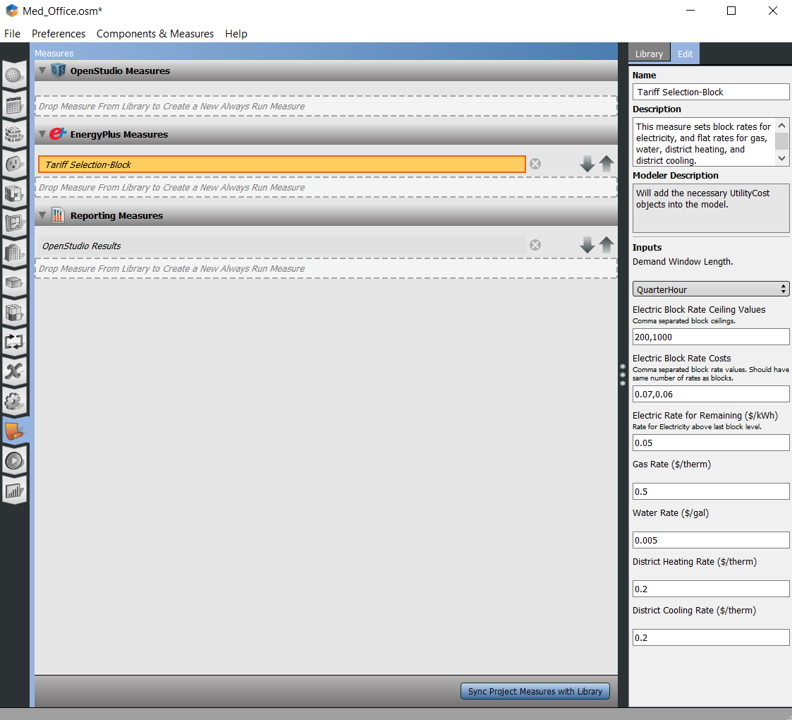 Med_Office.osm*
File Preferences Components & Measures Help
Measures
OpenStudio Measures
Drop Measure From Library to Create a New Always Run Measure
EnergyPlus Measures
Tariff Selection-Block
Drop Measure From Library to Create a New Always Run Measure
Reporting Measures
OpenStudio Results
Drop Measure From Library to Create a New Always Run Measure
Sync Project Measures with Library
Library Edit
Name
Tariff Selection-Block
Description
This measure sets block rates for
electricity, and flat rates for gas,
water, district heating, and
district cooling.
Modeler Description
Will add the necessary UtilityCost
objects into the model.
Inputs
Demand Window Length.
QuarterHour
Electric Block Rate Ceiling Values
Comma separated block ceilings.
200,1000
Electric Block Rate Costs
Comma separated block rate values. Should have
same number of rates as blocks.
0.07,0.06
Electric Rate for Remaining ($/kWh)
Rate for Electricity above last block level.
0.05
Gas Rate ($/therm)
0.5
Water Rate ($/gal)
0.005
District Heating Rate ($/therm)
0.2
District Cooling Rate ($/therm)
0.2